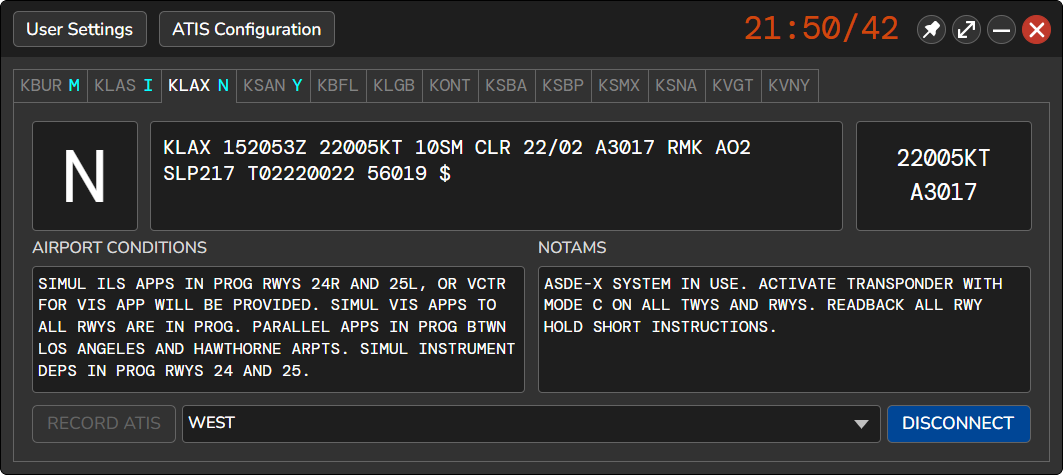 User Settings ATIS Configuration 21:50/42
KBUR M KLAS I KLAX N KSAN Y KBFL KLGB KONT KSBA KSBP KSMX KSNA KVGT KVNY
N
KLAX 152053Z 22005KT 10SM CLR 22/02 A3017 RMK AO2
SLP217 T02220022 56019 $
22005KT
A3017
AIRPORT CONDITIONS
SIMUL ILS APPS IN PROG RWYS 24R AND 25L, OR VCTR
FOR VIS APP WILL BE PROVIDED. SIMUL VIS APPS TO
ALL RWYS ARE IN PROG. PARALLEL APPS IN PROG BTWN
LOS ANGELES AND HAWTHORNE ARPTS. SIMUL INSTRUMENT
DEPS IN PROG RWYS 24 AND 25.
NOTAMS
ASDE-X SYSTEM IN USE. ACTIVATE TRANSPONDER WITH
MODE C ON ALL TWYS AND RWYS. READBACK ALL RWY
HOLD SHORT INSTRUCTIONS.
RECORD ATIS WEST DISCONNECT